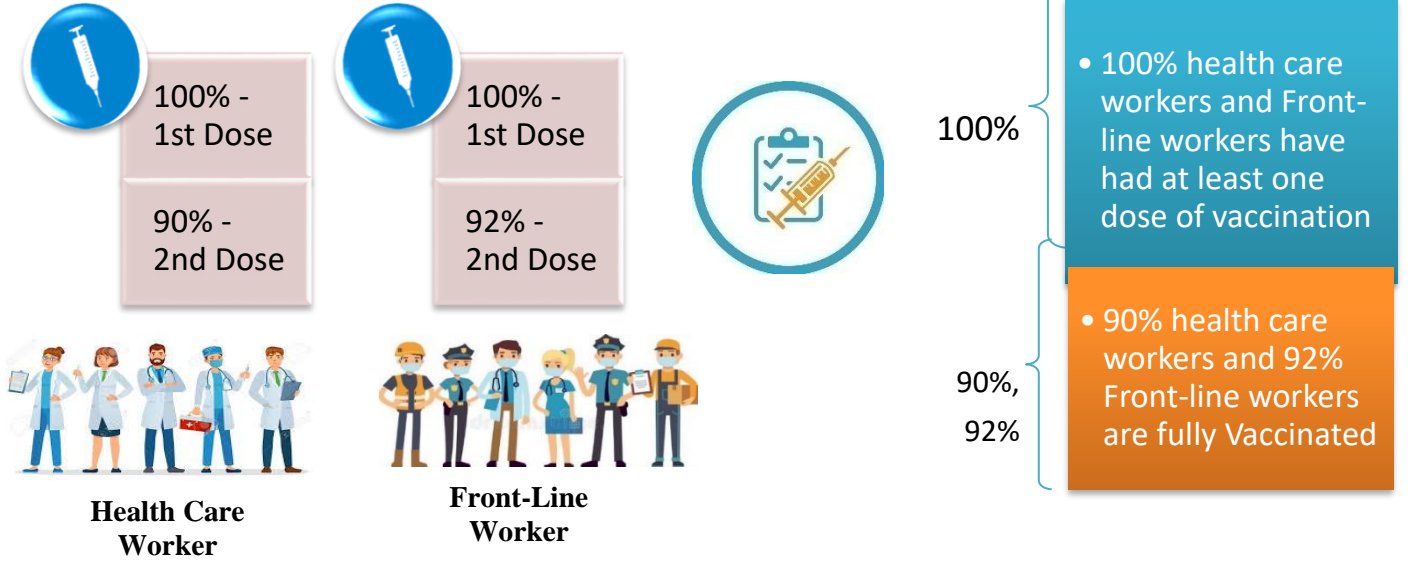 100% -
1st Dose
90% -
2nd Dose
Health Care
Worker
100% -
1st Dose
92% -
2nd Dose
Front-Line
Worker
100%
• 100% health care
workers and Front-
line workers have
had at least one
dose of vaccination
90%,
92%
• 90% health care
workers and 92%
Front-line workers
are fully Vaccinated